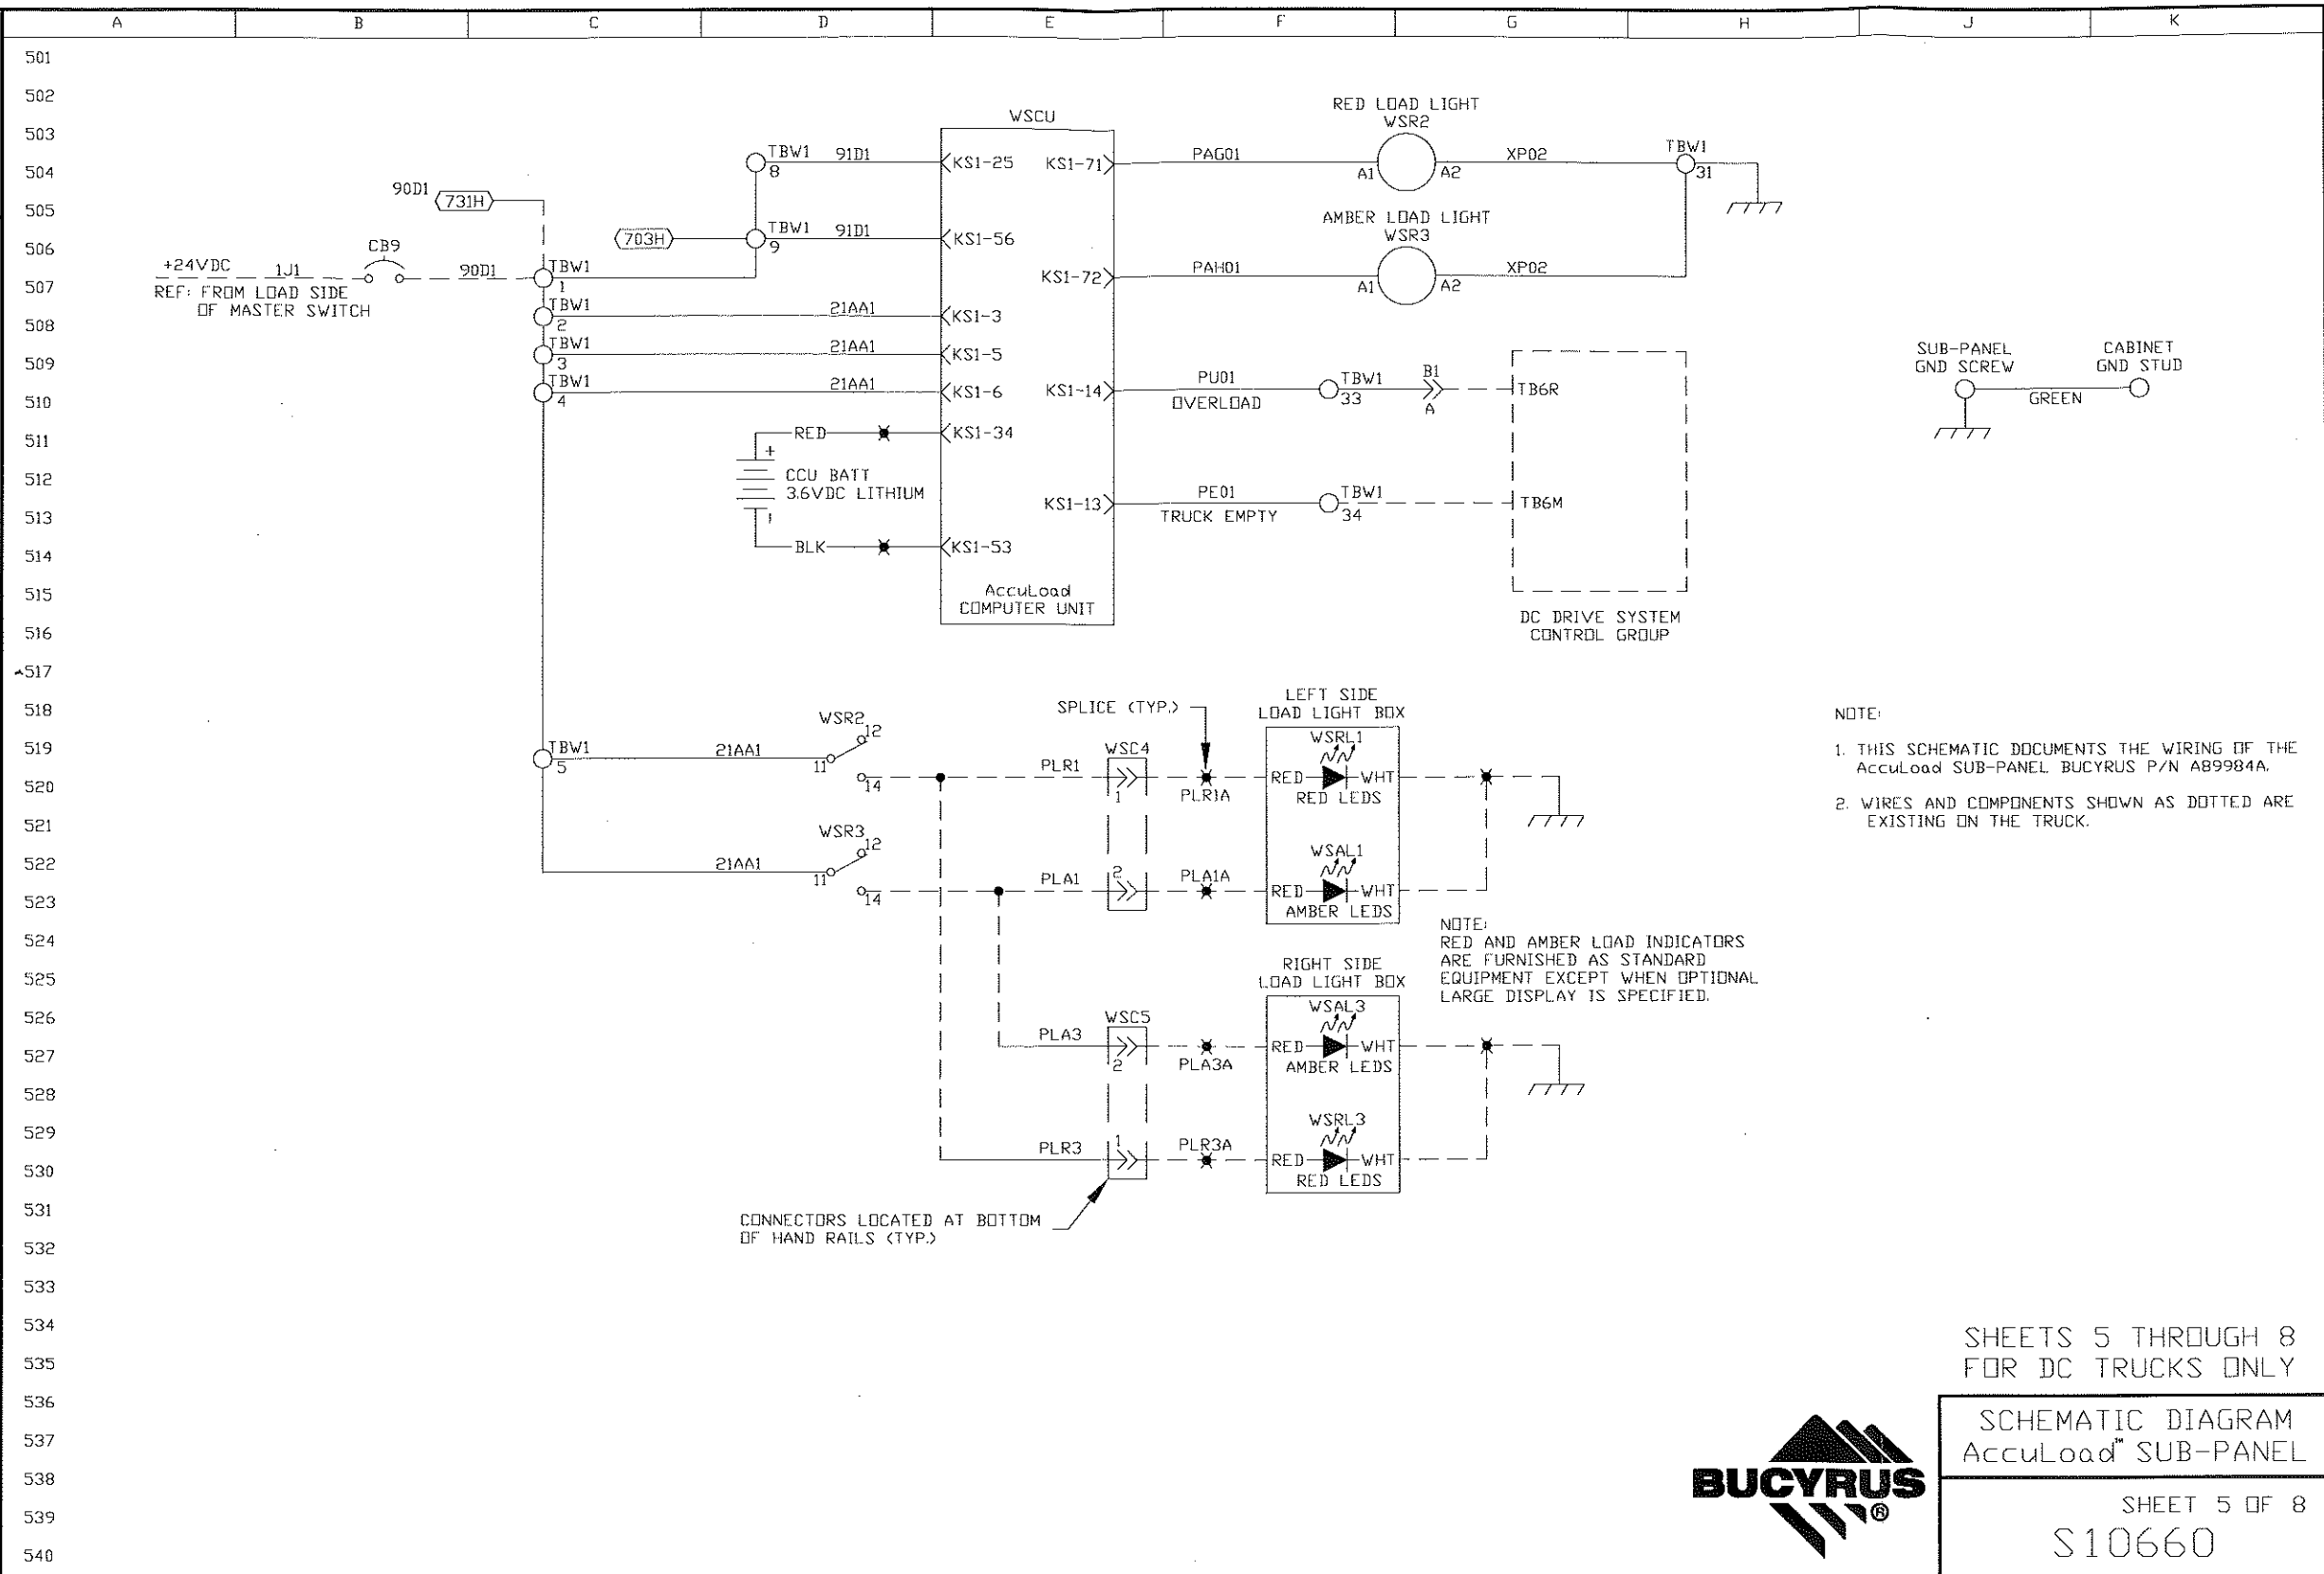 A B C D E F G H J K
501
502
503
504
505
506
507
508
509
510
511
512
513
514
515
516
517
518
519
520
521
522
523
524
525
526
527
528
529
530
531
532
533
534
535
536
537
538
539
540
+24VDC
1J1
CB9
90D1
REF: FROM LOAD SIDE
OF MASTER SWITCH
90D1
731H
703H
TBW1
8
91D1
TBW1
9
91D1
TBW1
1
TBW1
2
21AA1
TBW1
3
21AA1
TBW1
4
21AA1
RED
+
CCU BATT
3.6VDC LITHIUM
BLK
WSCU
KS1-25
KS1-56
KS1-3
KS1-5
KS1-6
KS1-34
KS1-53
KS1-71
KS1-72
KS1-14
KS1-13
AccuLoad
COMPUTER UNIT
RED LOAD LIGHT
WSR2
PAG01
A1
A2
XP02
TBW1
31
AMBER LOAD LIGHT
WSR3
PAH01
A1
A2
XP02
PU01
OVERLOAD
TBW1
33
B1
A
TB6R
PE01
TRUCK EMPTY
TBW1
34
TB6M
DC DRIVE SYSTEM
CONTROL GROUP
SUB-PANEL
GND SCREW
CABINET
GND STUD
GREEN
TBW1
5
21AA1
WSR2
12
11
14
21AA1
WSR3
12
11
14
SPLICE (TYP.)
PLR1
WSC4
1
PLR1A
PLA1
2
PLA1A
LEFT SIDE
LOAD LIGHT BOX
WSRL1
RED
WHT
RED LEDS
WSAL1
RED
WHT
AMBER LEDS
PLA3
WSC5
2
PLA3A
PLR3
1
PLR3A
RIGHT SIDE
LOAD LIGHT BOX
WSAL3
RED
WHT
AMBER LEDS
WSRL3
RED
WHT
RED LEDS
CONNECTORS LOCATED AT BOTTOM
OF HAND RAILS (TYP.)
NOTE:
RED AND AMBER LOAD INDICATORS
ARE FURNISHED AS STANDARD
EQUIPMENT EXCEPT WHEN OPTIONAL
LARGE DISPLAY IS SPECIFIED.
NOTE:
1. THIS SCHEMATIC DOCUMENTS THE WIRING OF THE
AccuLoad SUB-PANEL BUCYRUS P/N A89984A.
2. WIRES AND COMPONENTS SHOWN AS DOTTED ARE
EXISTING ON THE TRUCK.
SHEETS 5 THROUGH 8
FOR DC TRUCKS ONLY
BUCYRUS
®
SCHEMATIC DIAGRAM
AccuLoad™ SUB-PANEL
SHEET 5 OF 8
S10660